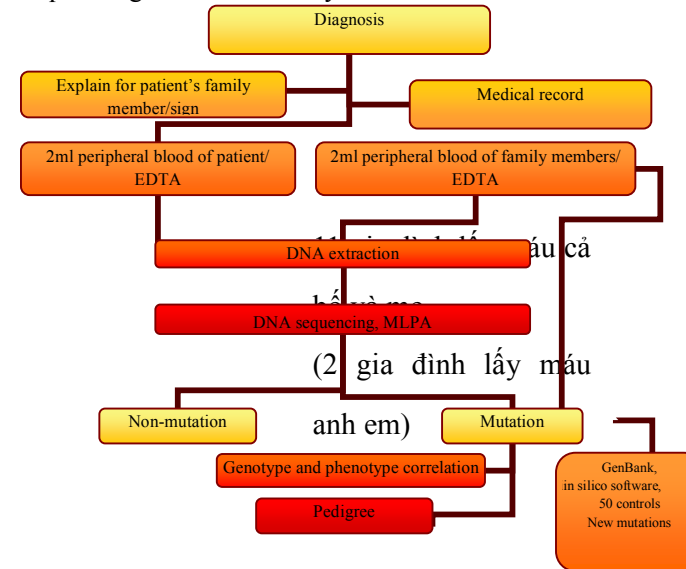 Diagnosis
Explain for patient's family
member/sign
Medical record
2ml peripheral blood of patient/
EDTA
2ml peripheral blood of family members/
EDTA
DNA extraction
máu cả
DNA sequencing, MLPA
(2 gia đình lấy máu
anh em)
Non-mutation
Mutation
Genotype and phenotype correlation
Pedigree
GenBank,
in silico software,
50 controls
New mutations